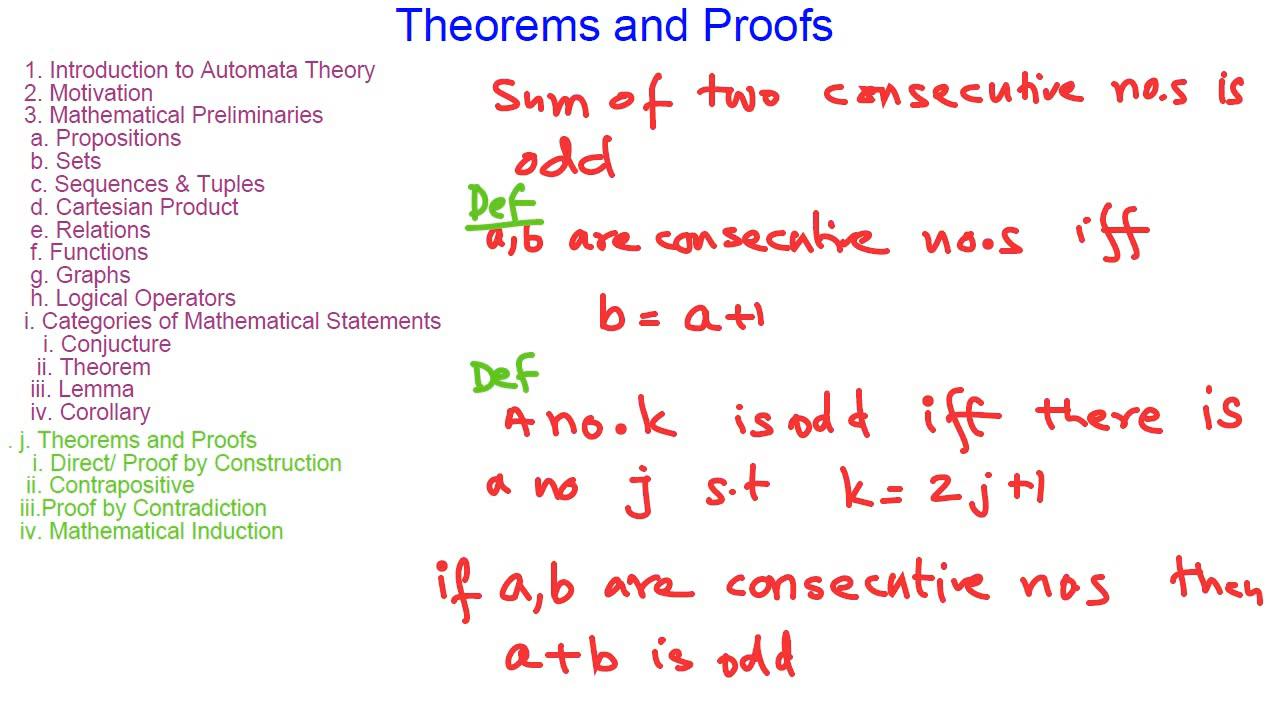 Theorems and Proofs
1. Introduction to Automata Theory
2. Motivation
3. Mathematical Preliminaries
a. Propositions
b. Sets
c. Sequences & Tuples
d. Cartesian Product
e. Relations
f. Functions
g. Graphs
h. Logical Operators
i. Categories of Mathematical Statements
i. Conjucture
ii. Theorem
iii. Lemma
iv. Corollary
. j. Theorems and Proofs
i. Direct/ Proof by Construction
ii. Contrapositive
iii.Proof by Contradiction
iv. Mathematical Induction
Sum of two consecutive no.s is
odd
Def
a,b are consecutive no.s iff
b = a+1
Def
A no. k is odd iff there is
a no j s.t k = 2j+1
if a,b are consecutive nos then
a+b is odd